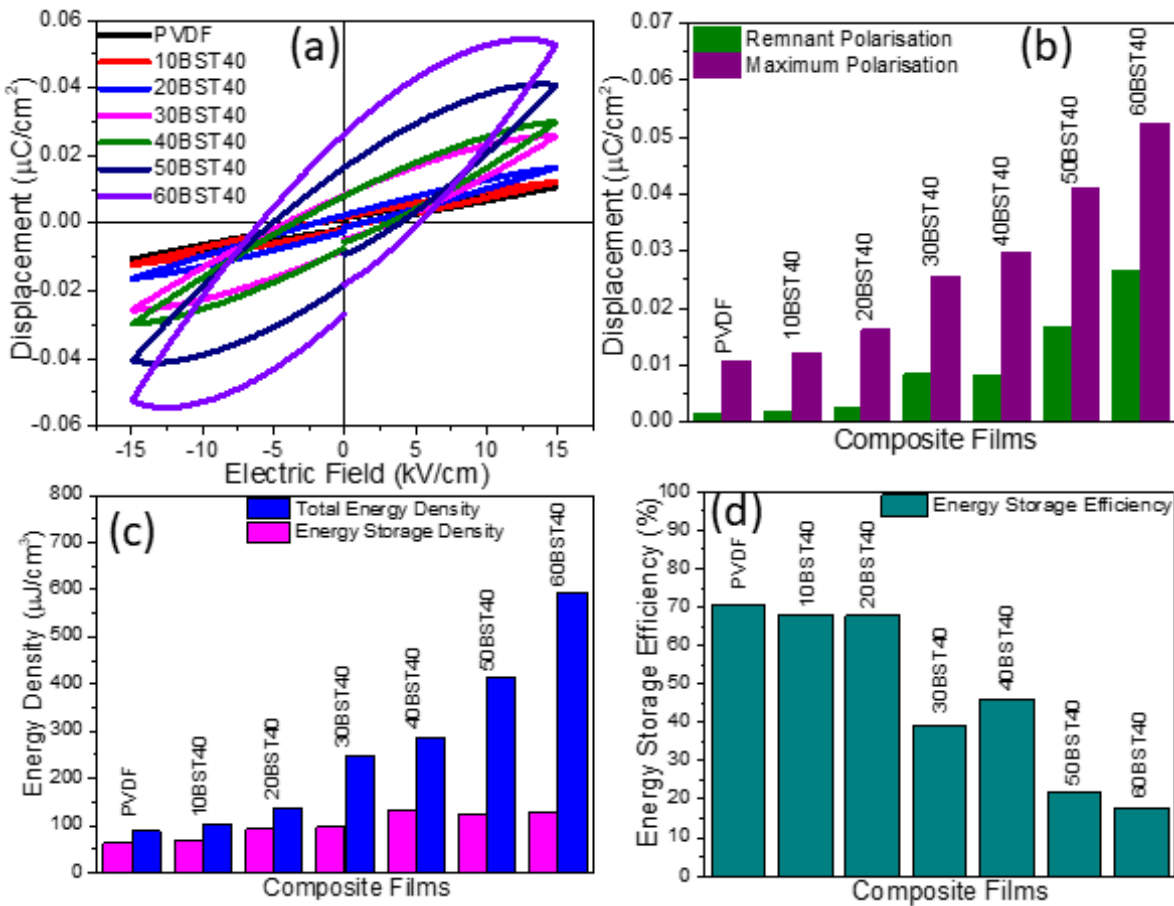 (a)
PVDF
10BST40
20BST40
30BST40
40BST40
50BST40
60BST40
0.06
0.04
0.02
0.00
-0.02
-0.04
-0.06
Displacement (μC/cm²)
-15 -10 -5 0 5 10 15
Electric Field (kV/cm)
(b)
Remnant Polarisation
Maximum Polarisation
0.07
0.06
0.05
0.04
0.03
0.02
0.01
0.00
Displacement (μC/cm²)
PVDF
10BST40
20BST40
30BST40
40BST40
50BST40
60BST40
Composite Films
(c)
Total Energy Density
Energy Storage Density
800
700
600
500
400
300
200
100
0
Energy Density (μJ/cm³)
PVDF
10BST40
20BST40
30BST40
40BST40
50BST40
60BST40
Composite Films
(d)
Energy Storage Efficiency
100
90
80
70
60
50
40
30
20
10
0
Energy Storage Efficiency (%)
PVDF
10BST40
20BST40
30BST40
40BST40
50BST40
60BST40
Composite Films